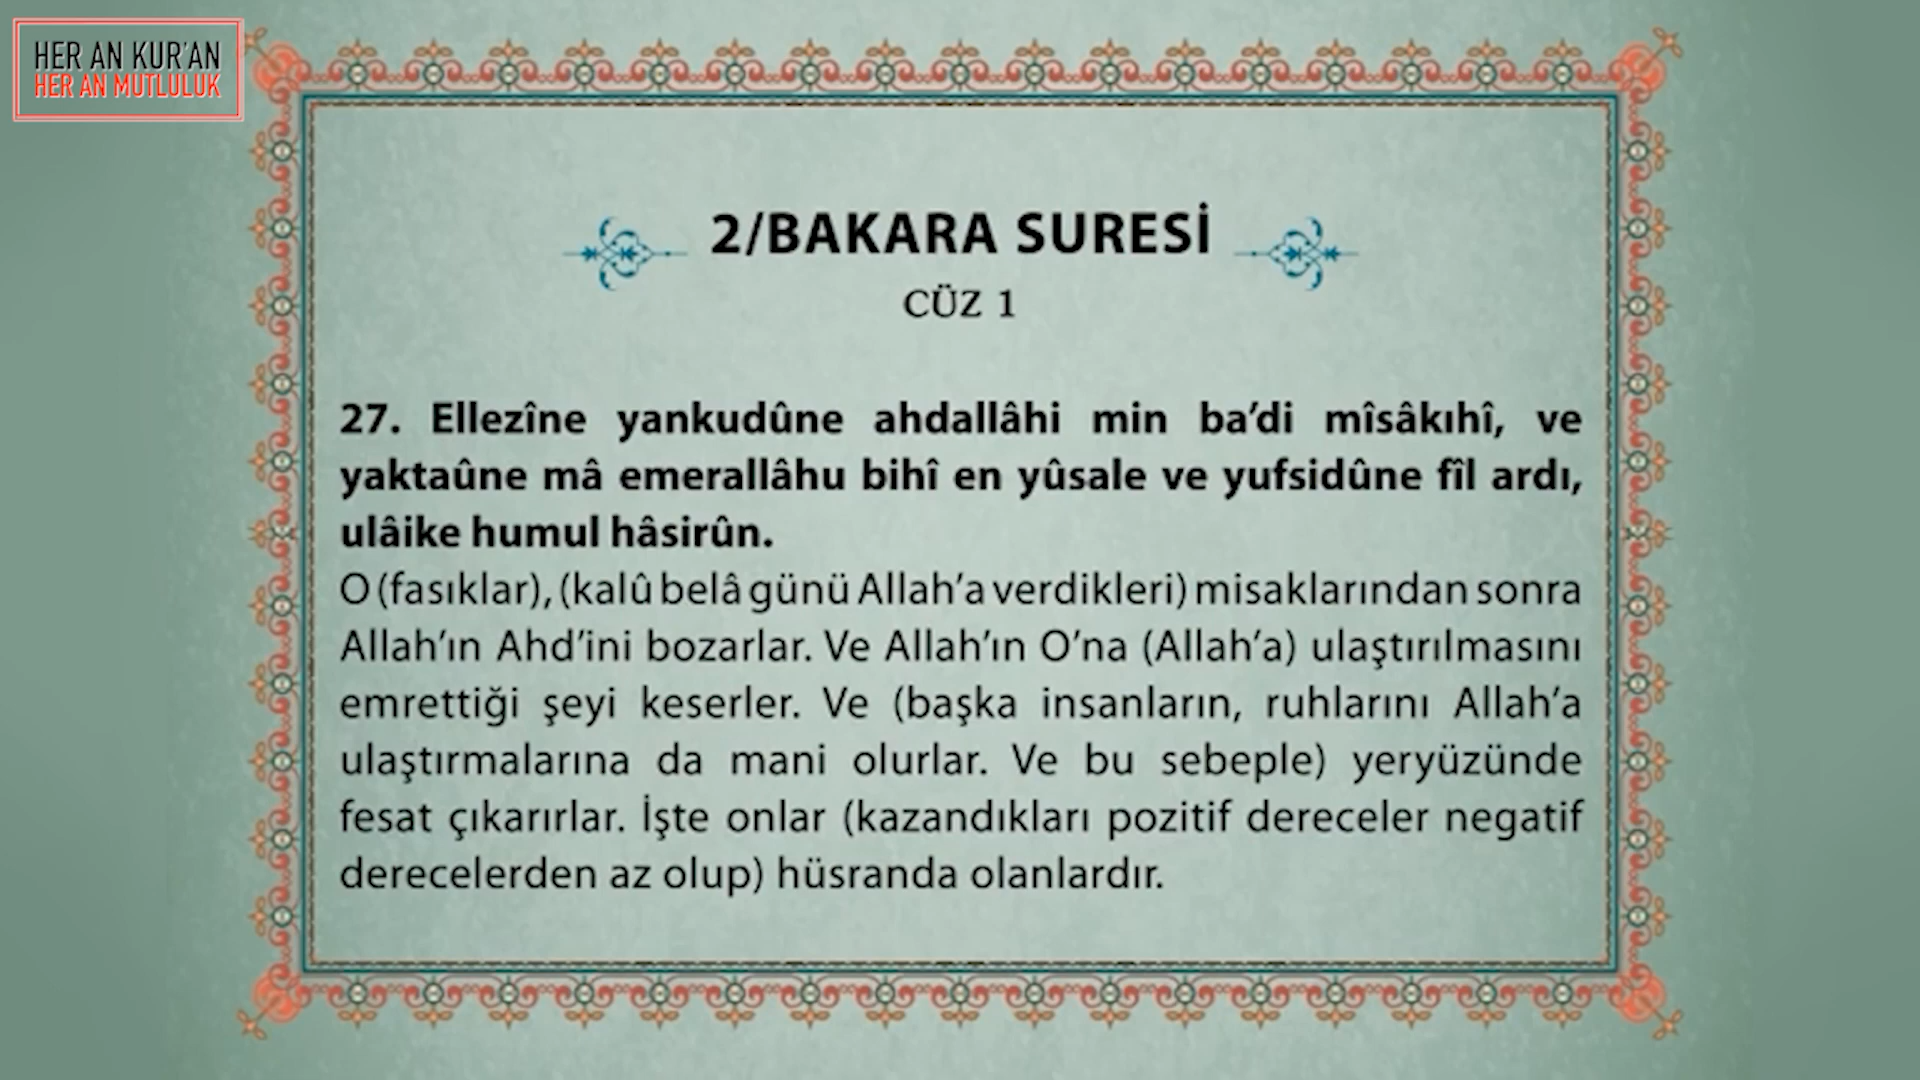 HER AN KUR'AN
HER AN MUTLULUK
2/BAKARA SURESİ
CÜZ 1
27. Ellezîne yankudûne ahdallâhi min ba’di mîsâkıhî, ve
yaktaûne mâ emerallâhu bihî en yûsale ve yufsidûne fîl ardı,
ulâike humul hâsirûn.
O (fasıklar), (kalû belâ günü Allah’a verdikleri) misaklarından sonra
Allah’ın Ahd’ini bozarlar. Ve Allah’ın O’na (Allah’a) ulaştırılmasını
emrettiği şeyi keserler. Ve (başka insanların, ruhlarını Allah’a
ulaştırmalarına da mani olurlar. Ve bu sebeple) yeryüzünde
fesat çıkarırlar. İşte onlar (kazandıkları pozitif dereceler negatif
derecelerden az olup) hüsranda olanlardır.